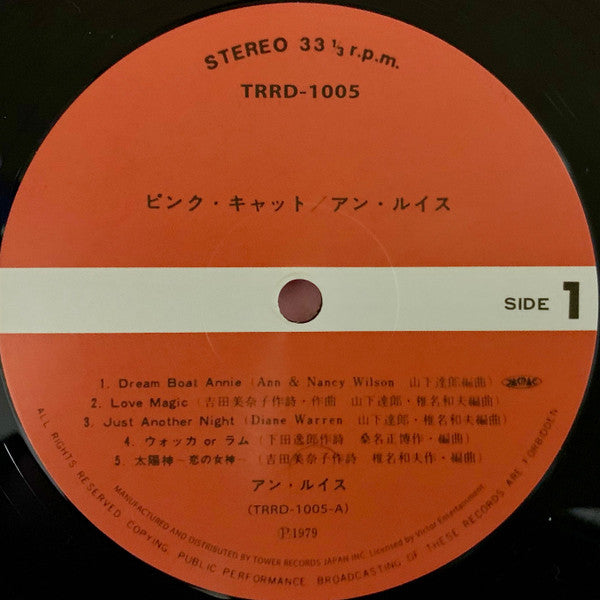 STEREO 33 1/3 r.p.m.
TRRD-1005
ピンク・キャット／アン・ルイス
SIDE 1
1. Dream Boat Annie (Ann & Nancy Wilson 山下達郎編曲)
2. Love Magic (吉田美奈子作詩・作曲 山下達郎・椎名和夫編曲)
3. Just Another Night (Diane Warren 山下達郎・椎名和夫編曲)
4. ウォッカ or ラム (下田逸郎作詩 桑名正博作・編曲)
5. 太陽神〜恋の女神〜 (吉田美奈子作詩 椎名和夫作・編曲)
アン・ルイス
(TRRD-1005-A)
Ⓟ1979
MANUFACTURED AND DISTRIBUTED BY TOWER RECORDS JAPAN INC. Licensed by Victor Entertainment.
ALL RIGHTS RESERVED COPYING, PUBLIC PERFORMANCE BROADCASTING OF THESE RECORDS ARE FORBIDDEN